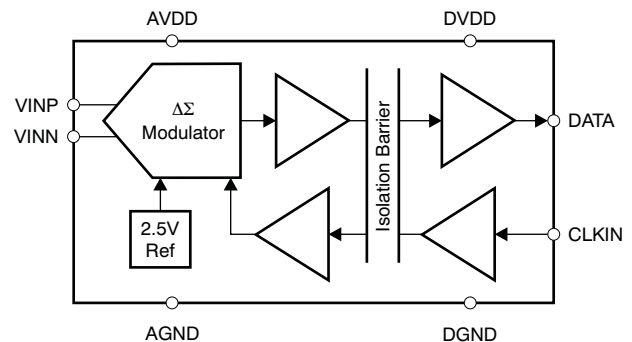 AVDD
DVDD
VINP
VINN
ΔΣ
Modulator
Isolation Barrier
DATA
2.5V
Ref
CLKIN
AGND
DGND